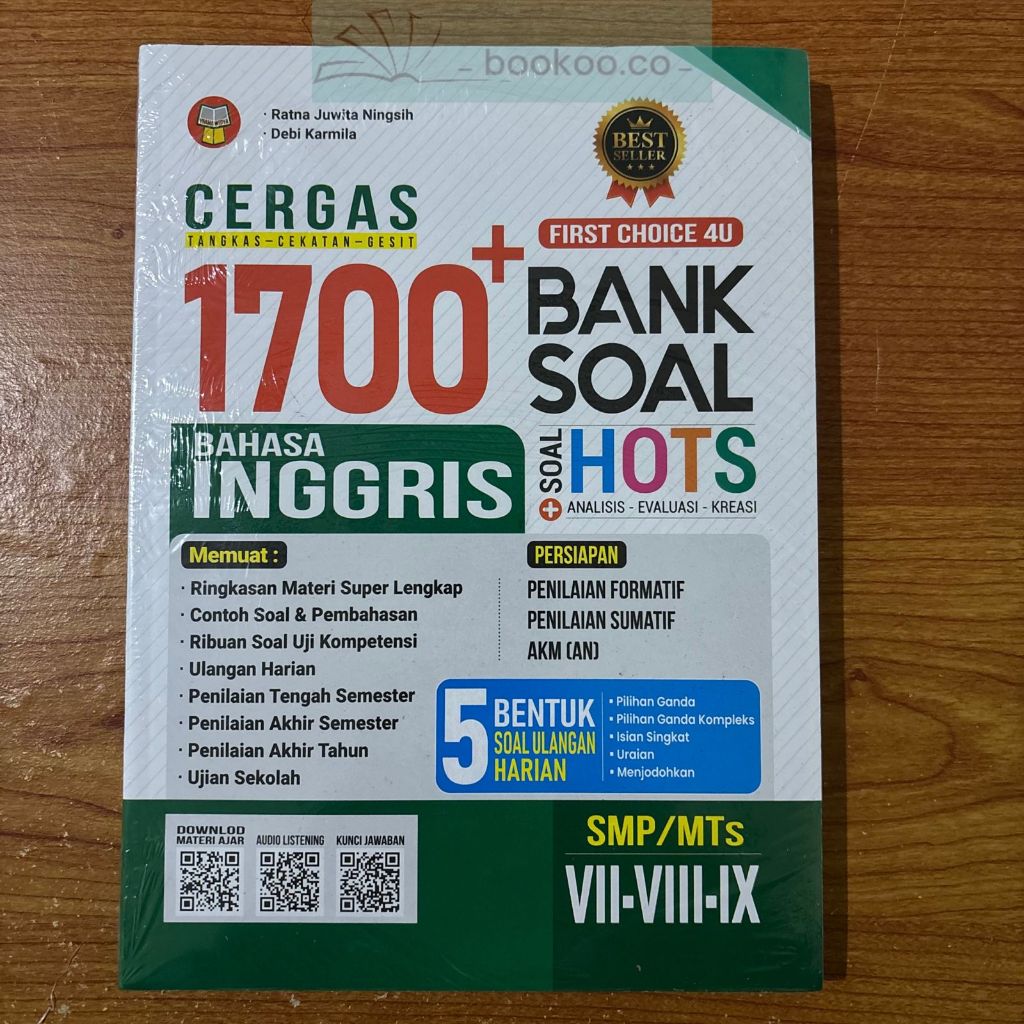 - bookoo.co -
· Ratna Juwita Ningsih
· Debi Karmila
BEST
SELLER
CERGAS
TANGKAS-CEKATAN-GESIT
FIRST CHOICE 4U
1700+
BANK
SOAL
BAHASA
INGGRIS
+ SOAL HOTS
ANALISIS - EVALUASI - KREASI
Memuat :
· Ringkasan Materi Super Lengkap
· Contoh Soal & Pembahasan
· Ribuan Soal Uji Kompetensi
· Ulangan Harian
· Penilaian Tengah Semester
· Penilaian Akhir Semester
· Penilaian Akhir Tahun
· Ujian Sekolah
PERSIAPAN
PENILAIAN FORMATIF
PENILAIAN SUMATIF
AKM (AN)
5 BENTUK
SOAL ULANGAN
HARIAN
▪ Pilihan Ganda
▪ Pilihan Ganda Kompleks
▪ Isian Singkat
▪ Uraian
▪ Menjodohkan
DOWNLOD
MATERI AJAR
AUDIO LISTENING
KUNCI JAWABAN
SMP/MTs
VII-VIII-IX